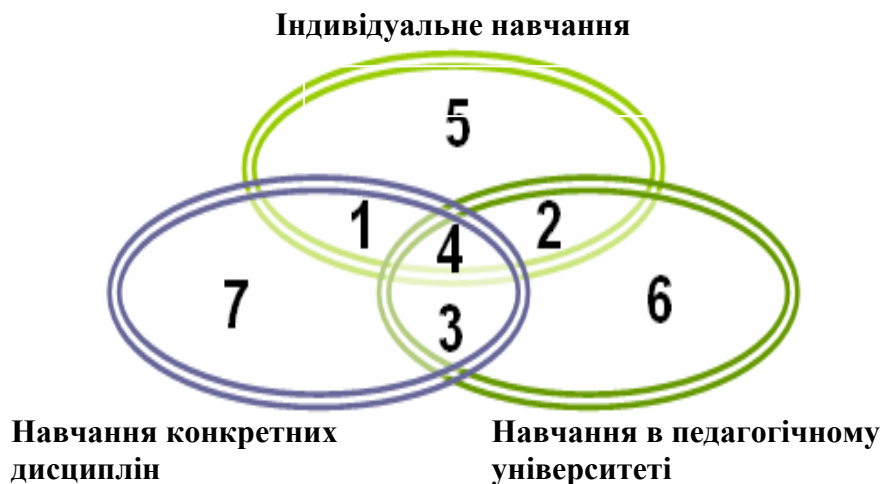 Індивідуальне навчання
5
1
2
4
7
6
3
Навчання конкретних
дисциплін
Навчання в педагогічному
університеті